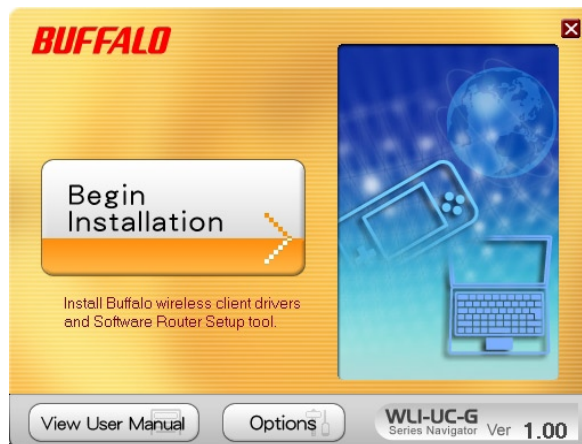 BUFFALO
Begin
Installation
Install Buffalo wireless client drivers
and Software Router Setup tool.
View User Manual
Options
WLI-UC-G
Series Navigator Ver 1.00